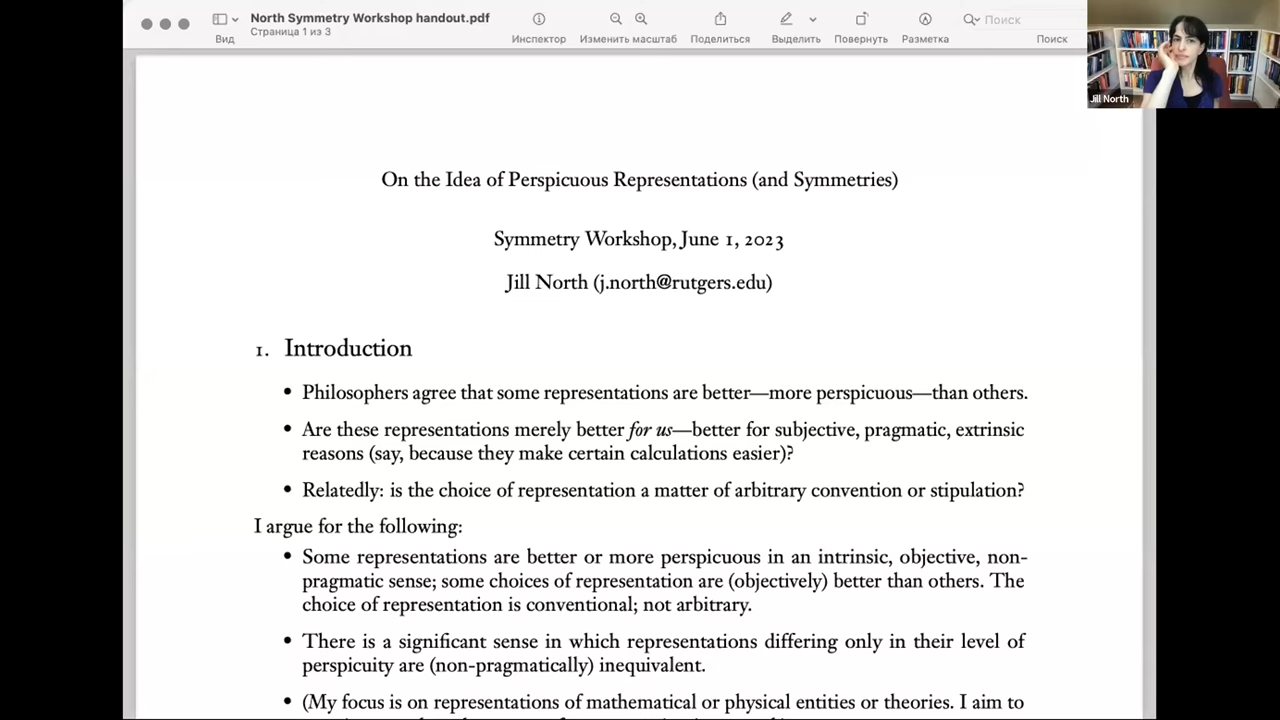 North Symmetry Workshop handout.pdf
Страница 1 из 3
Вид
Инспектор
Изменить масштаб
Поделиться
Выделить
Повернуть
Разметка
Поиск
Поиск
Jill North
On the Idea of Perspicuous Representations (and Symmetries)
Symmetry Workshop, June 1, 2023
Jill North (j.north@rutgers.edu)
1. Introduction
• Philosophers agree that some representations are better—more perspicuous—than others.
• Are these representations merely better for us—better for subjective, pragmatic, extrinsic
reasons (say, because they make certain calculations easier)?
• Relatedly: is the choice of representation a matter of arbitrary convention or stipulation?
I argue for the following:
• Some representations are better or more perspicuous in an intrinsic, objective, non-
pragmatic sense; some choices of representation are (objectively) better than others. The
choice of representation is conventional; not arbitrary.
• There is a significant sense in which representations differing only in their level of
perspicuity are (non-pragmatically) inequivalent.
• (My focus is on representations of mathematical or physical entities or theories. I aim to